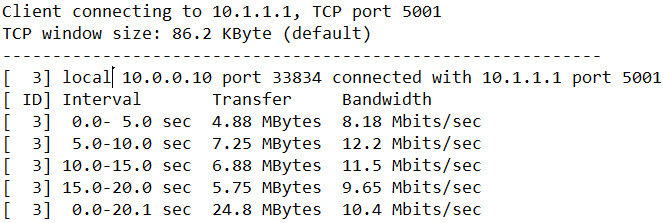 Client connecting to 10.1.1.1, TCP port 5001
TCP window size: 86.2 KByte (default)
------------------------------------------------------------
[  3] local 10.0.0.10 port 33834 connected with 10.1.1.1 port 5001
[ ID] Interval       Transfer     Bandwidth
[  3]  0.0- 5.0 sec  4.88 MBytes  8.18 Mbits/sec
[  3]  5.0-10.0 sec  7.25 MBytes  12.2 Mbits/sec
[  3] 10.0-15.0 sec  6.88 MBytes  11.5 Mbits/sec
[  3] 15.0-20.0 sec  5.75 MBytes  9.65 Mbits/sec
[  3]  0.0-20.1 sec  24.8 MBytes  10.4 Mbits/sec